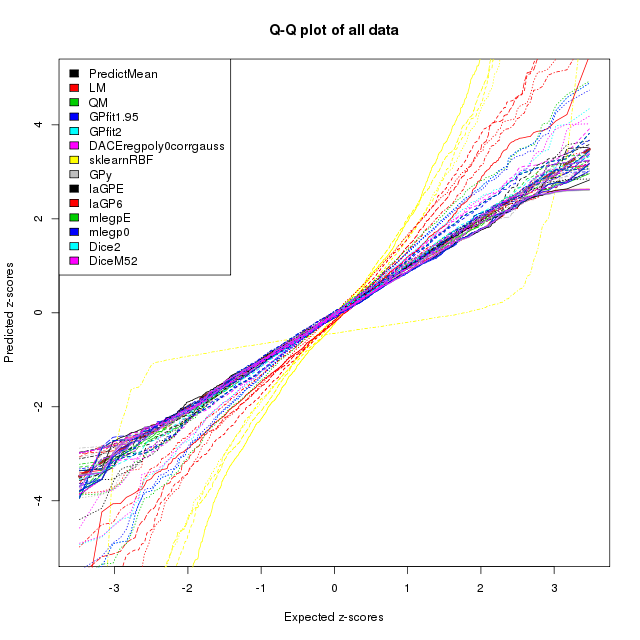 Q-Q plot of all data
PredictMean
LM
QM
GPfit1.95
GPfit2
DACEregpoly0corrgauss
sklearnRBF
GPy
laGPE
laGP6
mlegpE
mlegp0
Dice2
DiceM52
4
2
0
-2
-4
Predicted z-scores
-3 -2 -1 0 1 2 3
Expected z-scores